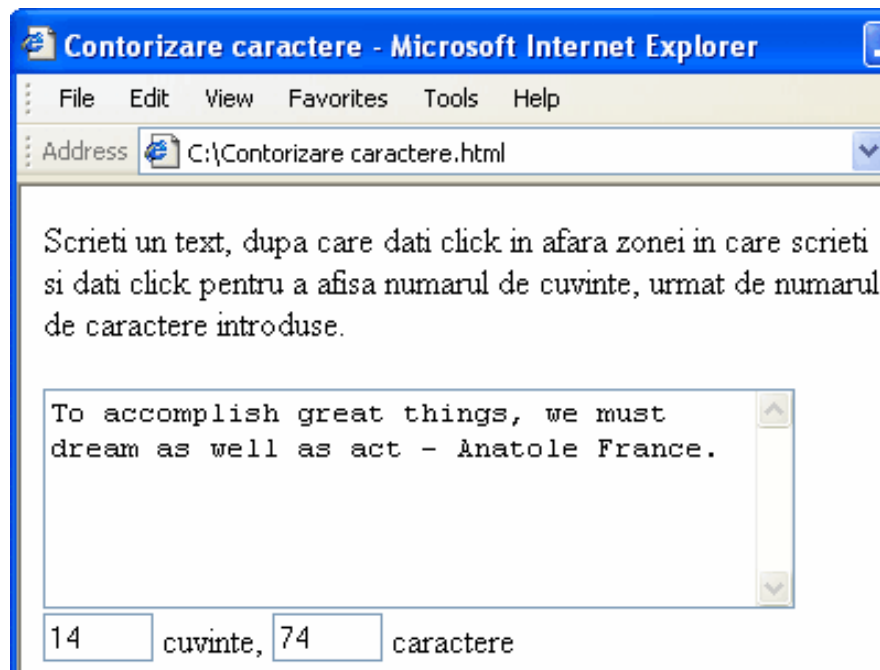 Contorizare caractere - Microsoft Internet Explorer
File Edit View Favorites Tools Help
Address C:\Contorizare caractere.html
Scrieti un text, dupa care dati click in afara zonei in care scrieti
si dati click pentru a afisa numarul de cuvinte, urmat de numarul
de caractere introduse.
To accomplish great things, we must
dream as well as act - Anatole France.
14 cuvinte, 74 caractere